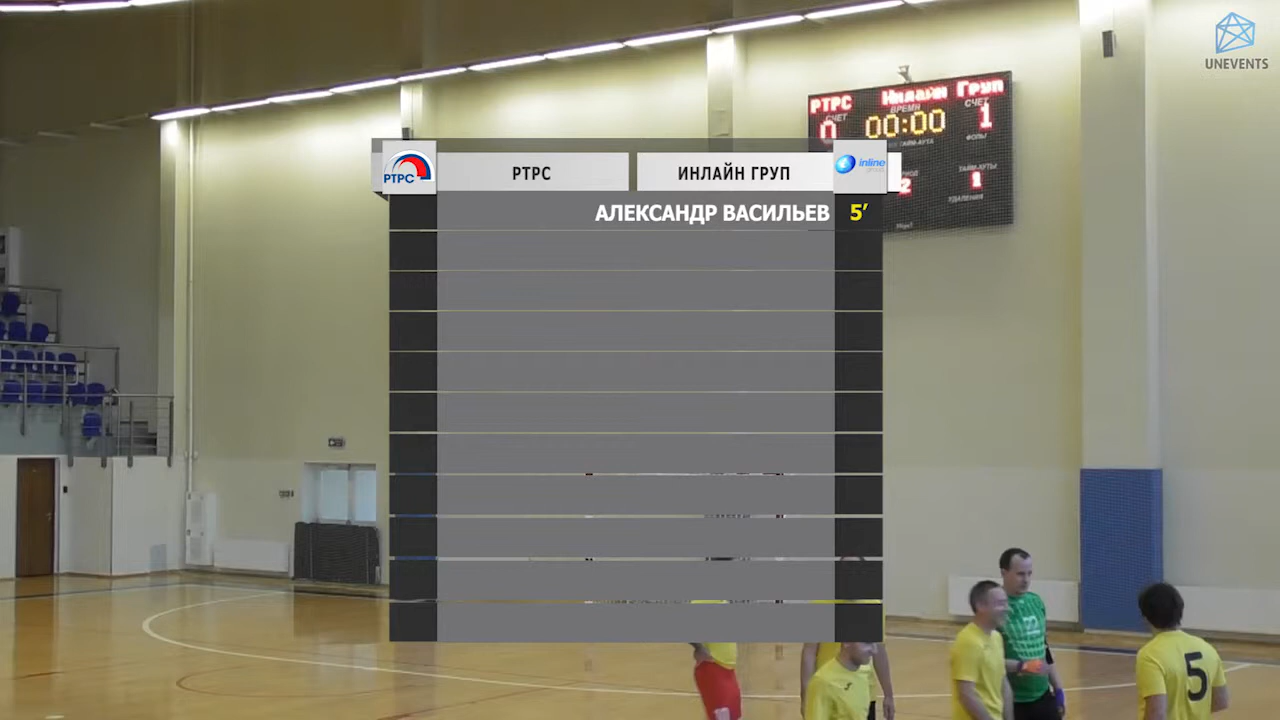 UNEVENTS
РТРС Инлайн Груп
СЧЕТ ВРЕМЯ СЧЕТ
0 00:00 1
ФОЛЫ
ТАЙМ-АУТЫ
2 1
УДАЛЕНИЯ
РТРС РТРС ИНЛАЙН ГРУП inline
АЛЕКСАНДР ВАСИЛЬЕВ 5’
22
5